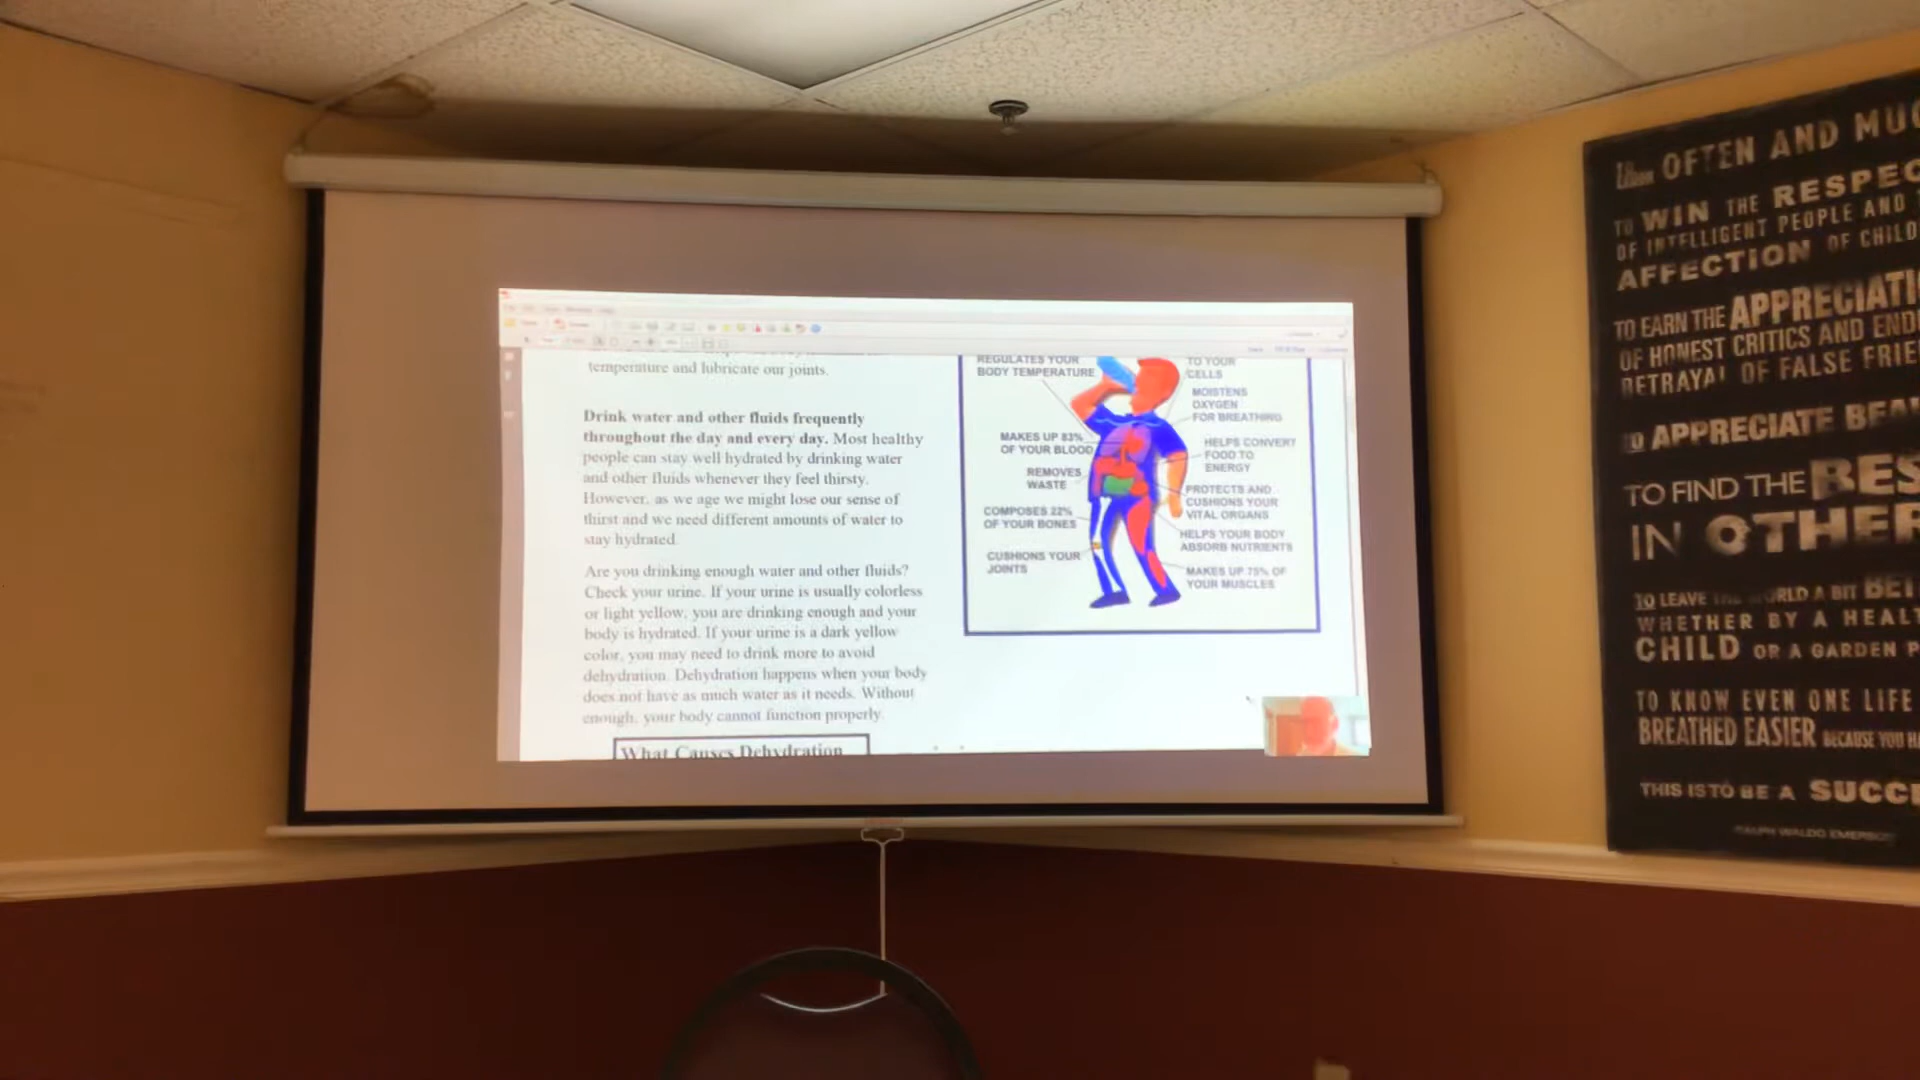 temperature and lubricate our joints.
Drink water and other fluids frequently
throughout the day and every day. Most healthy
people can stay well hydrated by drinking water
and other fluids whenever they feel thirsty.
However, as we age we might lose our sense of
thirst and we need different amounts of water to
stay hydrated.
Are you drinking enough water and other fluids?
Check your urine. If your urine is usually colorless
or light yellow, you are drinking enough and your
body is hydrated. If your urine is a dark yellow
color, you may need to drink more to avoid
dehydration. Dehydration happens when your body
does not have as much water as it needs. Without
enough, your body cannot function properly.
What Causes Dehydration
REGULATES YOUR
BODY TEMPERATURE
MAKES UP 83%
OF YOUR BLOOD
REMOVES
WASTE
COMPOSES 22%
OF YOUR BONES
CUSHIONS YOUR
JOINTS
TO YOUR
CELLS
MOISTENS
OXYGEN
FOR BREATHING
HELPS CONVERT
FOOD TO
ENERGY
PROTECTS AND
CUSHIONS YOUR
VITAL ORGANS
HELPS YOUR BODY
ABSORB NUTRIENTS
MAKES UP 75% OF
YOUR MUSCLES
OFTEN AND MUC
TO WIN THE RESPEC
OF INTELLIGENT PEOPLE AND
AFFECTION OF CHILD
TO EARN THE APPRECIATI
OF HONEST CRITICS AND END
BETRAYAL OF FALSE FRIE
TO APPRECIATE BEA
TO FIND THE BES
IN OTHER
TO LEAVE THE WORLD A BIT BET
WHETHER BY A HEALT
CHILD OR A GARDEN P
TO KNOW EVEN ONE LIFE
BREATHED EASIER BECAUSE YOU HA
THIS IS TO BE A SUCC
RALPH WALDO EMERSON